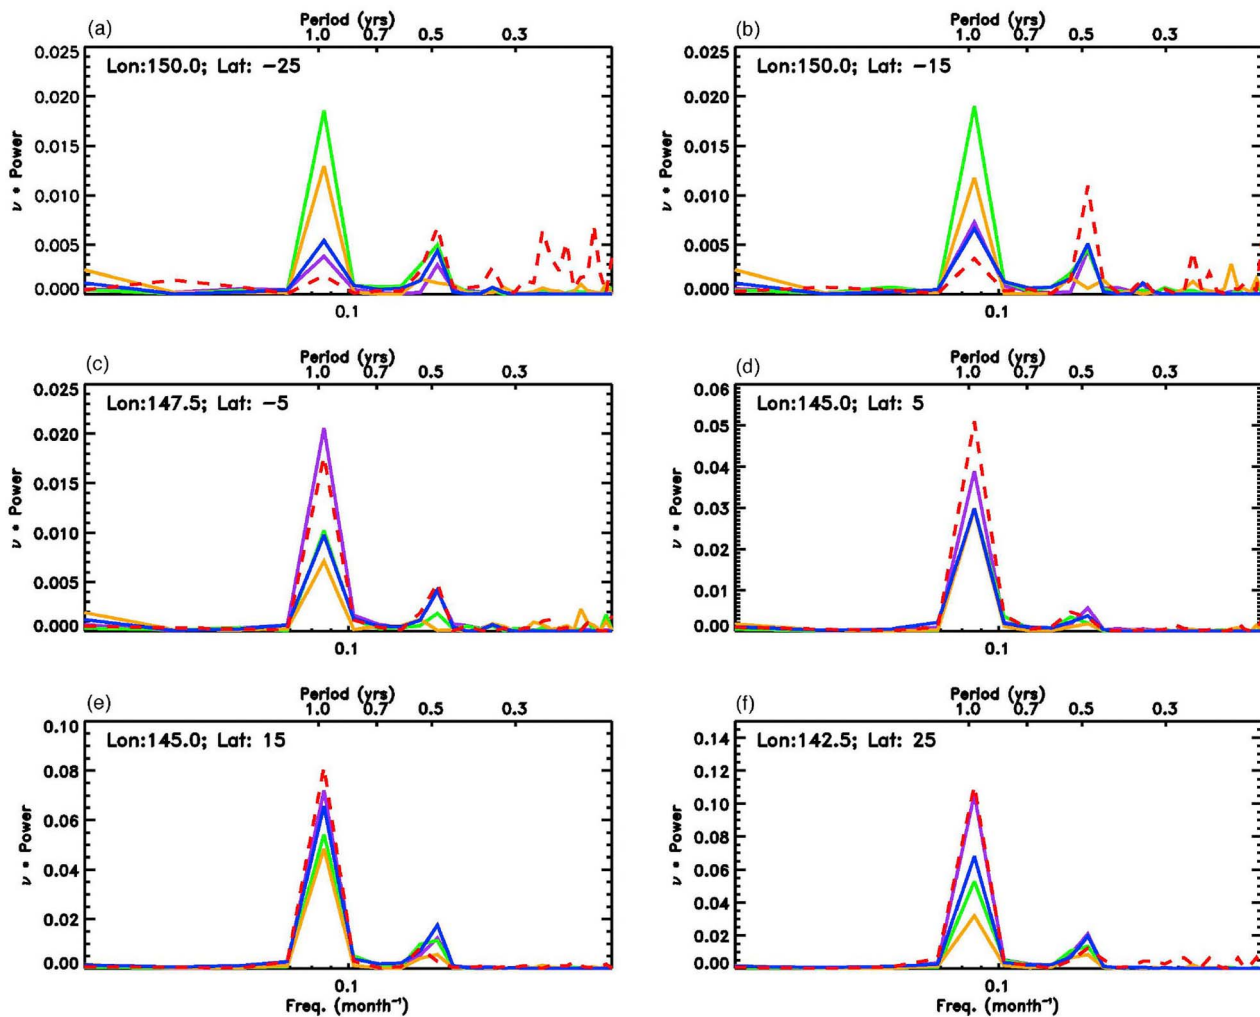 (a)
Period (yrs)
1.0 0.7 0.5 0.3
0.025
0.020
0.015
0.010
0.005
0.000
ν * Power
Lon:150.0; Lat: −25
0.1
(b)
Period (yrs)
1.0 0.7 0.5 0.3
0.025
0.020
0.015
0.010
0.005
0.000
ν * Power
Lon:150.0; Lat: −15
0.1
(c)
Period (yrs)
1.0 0.7 0.5 0.3
0.025
0.020
0.015
0.010
0.005
0.000
ν * Power
Lon:147.5; Lat: −5
0.1
(d)
Period (yrs)
1.0 0.7 0.5 0.3
0.06
0.05
0.04
0.03
0.02
0.01
0.00
ν * Power
Lon:145.0; Lat: 5
0.1
(e)
Period (yrs)
1.0 0.7 0.5 0.3
0.10
0.08
0.06
0.04
0.02
0.00
ν * Power
Lon:145.0; Lat: 15
0.1
Freq. (month⁻¹)
(f)
Period (yrs)
1.0 0.7 0.5 0.3
0.14
0.12
0.10
0.08
0.06
0.04
0.02
0.00
ν * Power
Lon:142.5; Lat: 25
0.1
Freq. (month⁻¹)